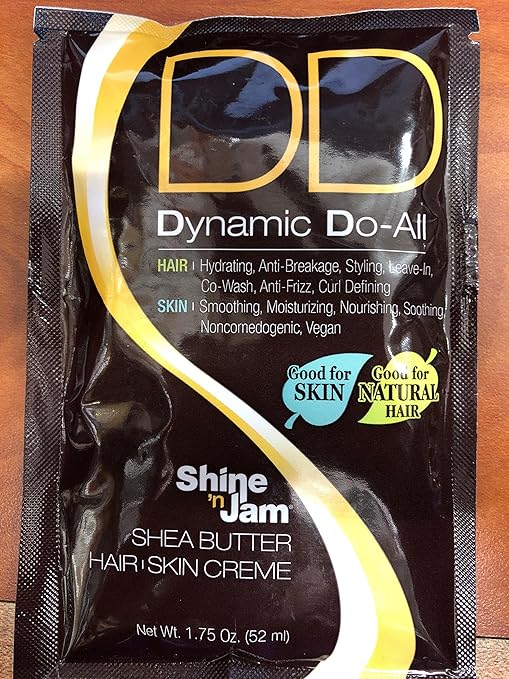 DD
Dynamic Do-All
HAIR | Hydrating, Anti-Breakage, Styling, Leave-In,
Co-Wash, Anti-Frizz, Curl Defining
SKIN | Smoothing, Moisturizing, Nourishing, Soothing,
Noncomedogenic, Vegan
Good for
SKIN
Good for
NATURAL
HAIR
Shine
'n
Jam®
SHEA BUTTER
HAIR | SKIN CREME
Net Wt. 1.75 Oz. (52 ml)